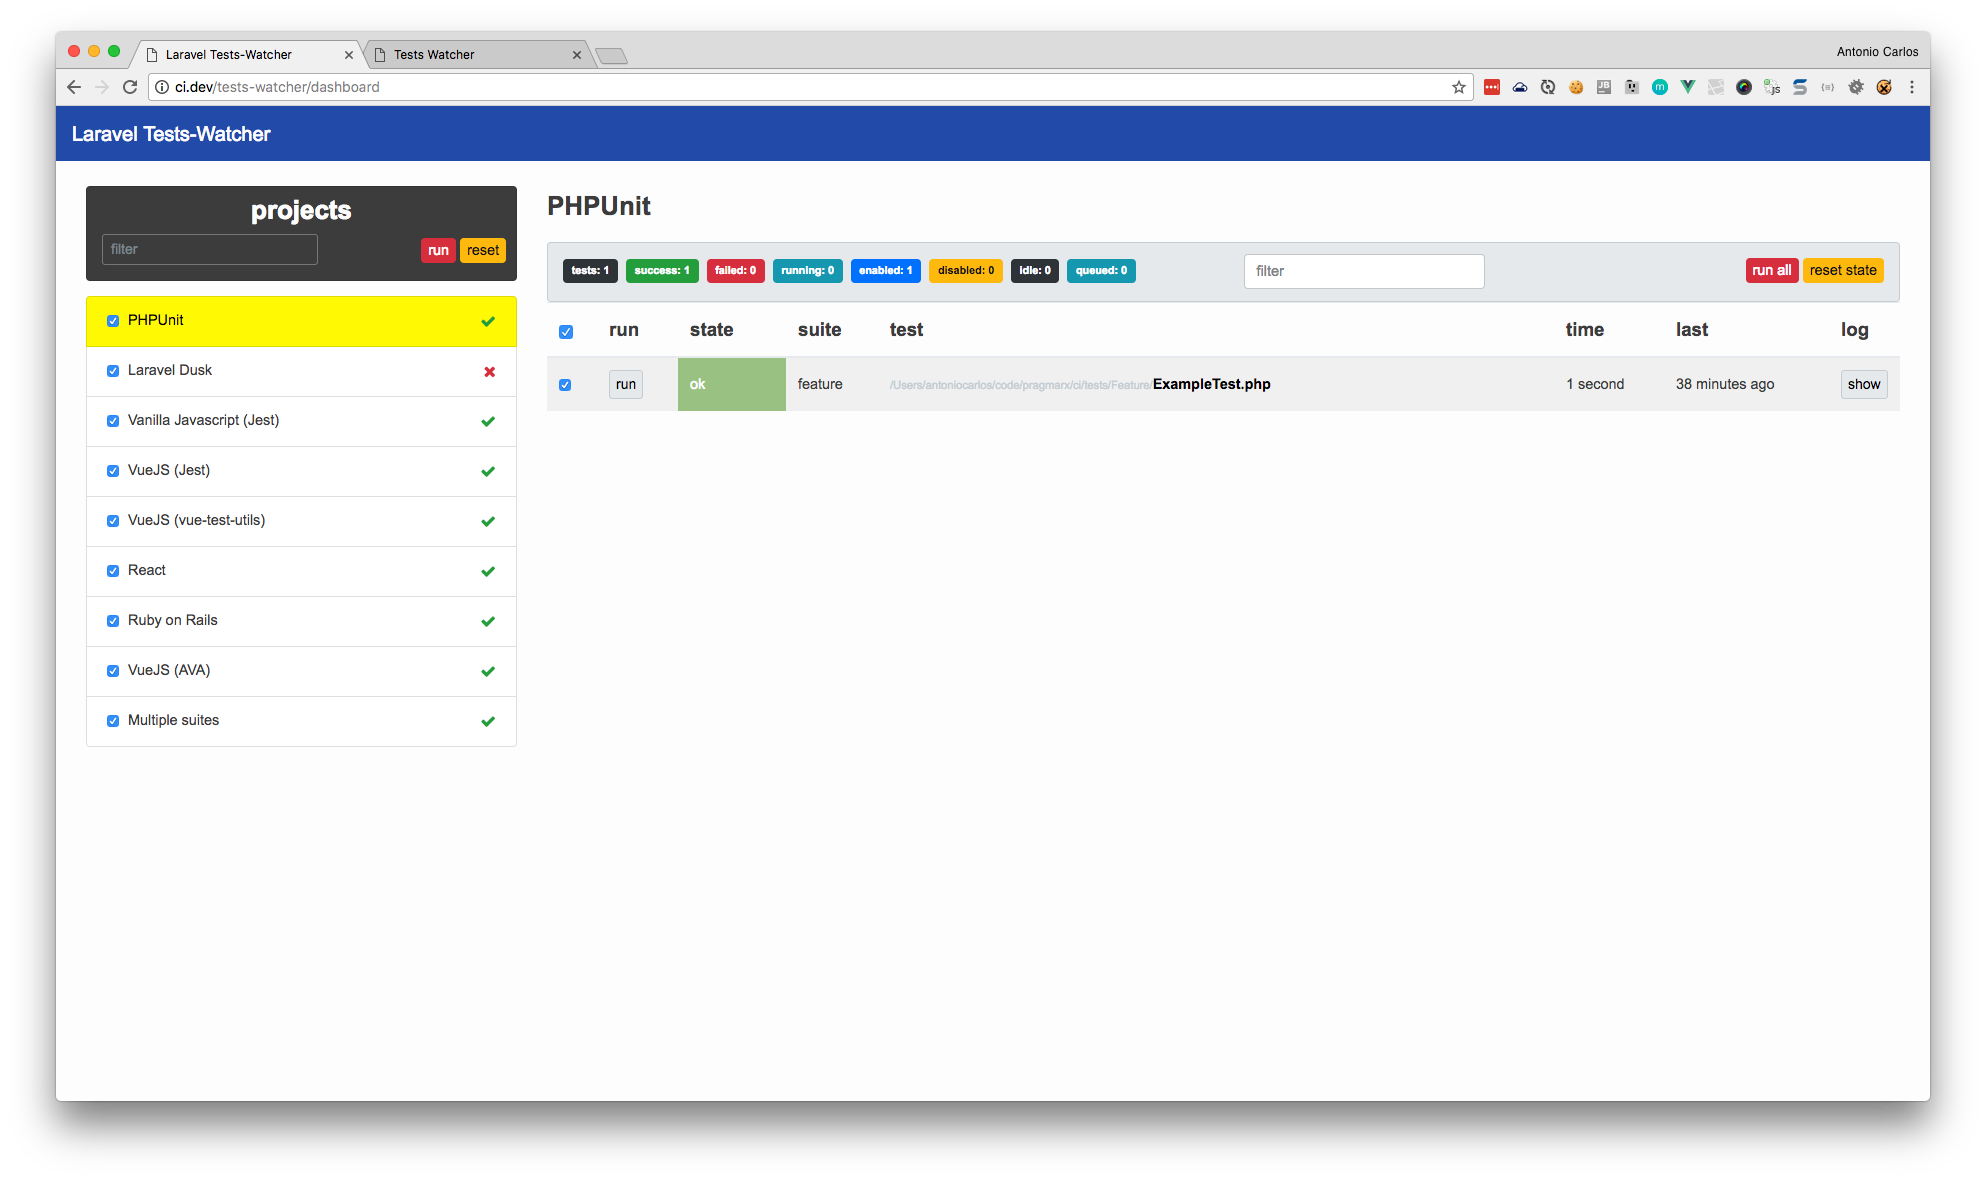 Laravel Tests-Watcher
Tests Watcher
Antonio Carlos
ci.dev/tests-watcher/dashboard
Laravel Tests-Watcher
projects
filter
run
reset
PHPUnit
Laravel Dusk
Vanilla Javascript (Jest)
VueJS (Jest)
VueJS (vue-test-utils)
React
Ruby on Rails
VueJS (AVA)
Multiple suites
PHPUnit
tests: 1 success: 1 failed: 0 running: 0 enabled: 1 disabled: 0 idle: 0 queued: 0
filter
run all
reset state
run state suite test time last log
run ok feature /Users/antoniocarlos/code/pragmarx/ci/tests/Feature/ExampleTest.php 1 second 38 minutes ago show